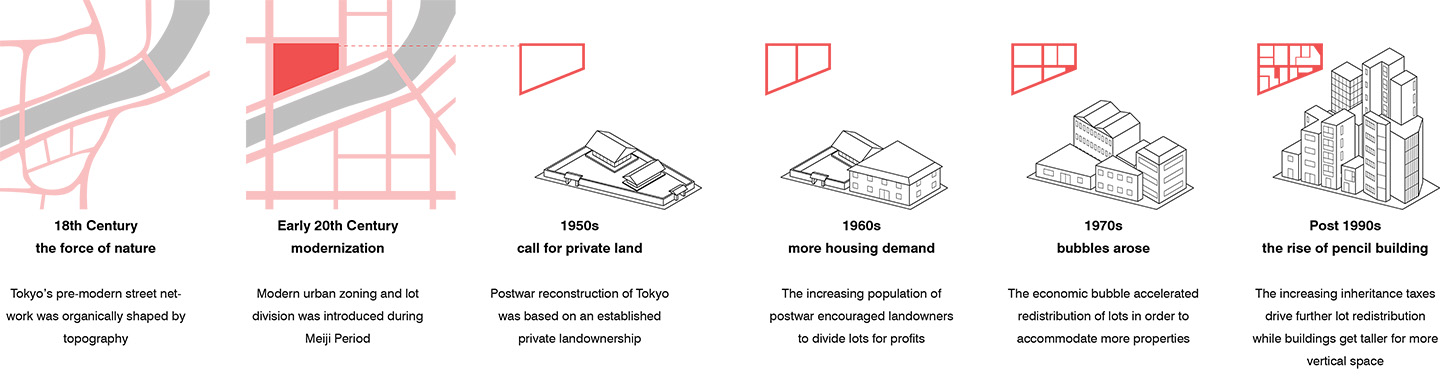 18th Century
the force of nature
Tokyo’s pre-modern street net-
work was organically shaped by
topography
Early 20th Century
modernization
Modern urban zoning and lot
division was introduced during
Meiji Period
1950s
call for private land
Postwar reconstruction of Tokyo
was based on an established
private landownership
1960s
more housing demand
The increasing population of
postwar encouraged landowners
to divide lots for profits
1970s
bubbles arose
The economic bubble accelerated
redistribution of lots in order to
accommodate more properties
Post 1990s
the rise of pencil building
The increasing inheritance taxes
drive further lot redistribution
while buildings get taller for more
vertical space